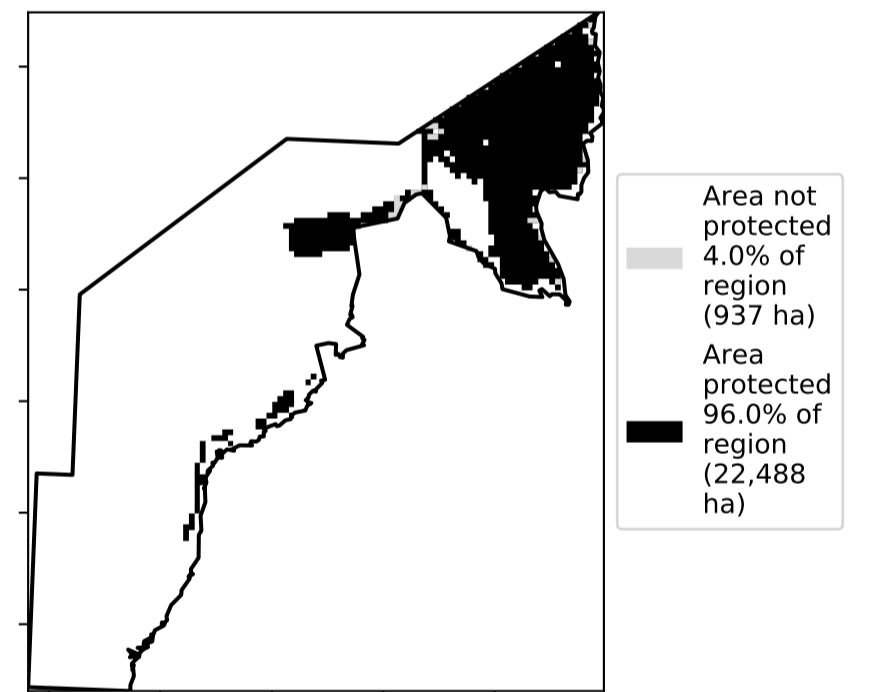 Area not
protected
4.0% of
region
(937 ha)
Area
protected
96.0% of
region
(22,488
ha)